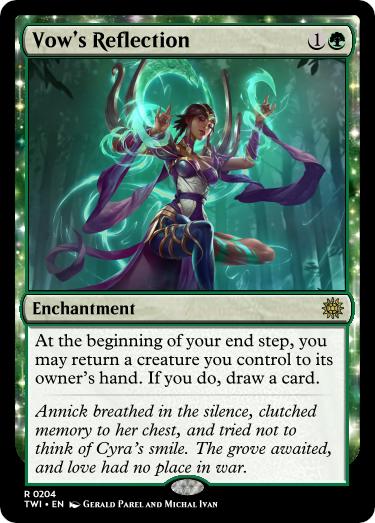 Vow's Reflection 1
Enchantment
At the beginning of your end step, you
may return a creature you control to its
owner's hand. If you do, draw a card.
Annick breathed in the silence, clutched
memory to her chest, and tried not to
think of Cyra's smile. The grove awaited,
and love had no place in war.
R 0204
TWI • EN Gerald Parel and Michal Ivan